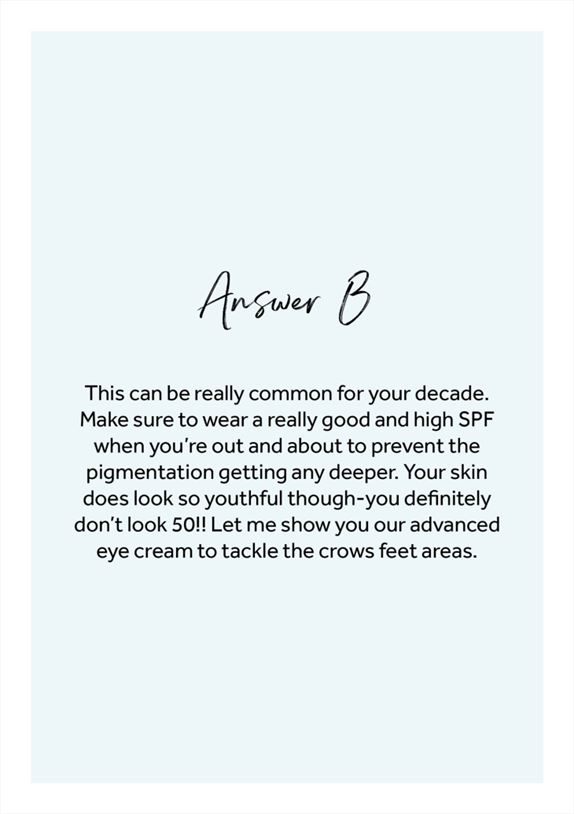 Answer B
This can be really common for your decade.
Make sure to wear a really good and high SPF
when you're out and about to prevent the
pigmentation getting any deeper. Your skin
does look so youthful though-you definitely
don't look 50!! Let me show you our advanced
eye cream to tackle the crows feet areas.